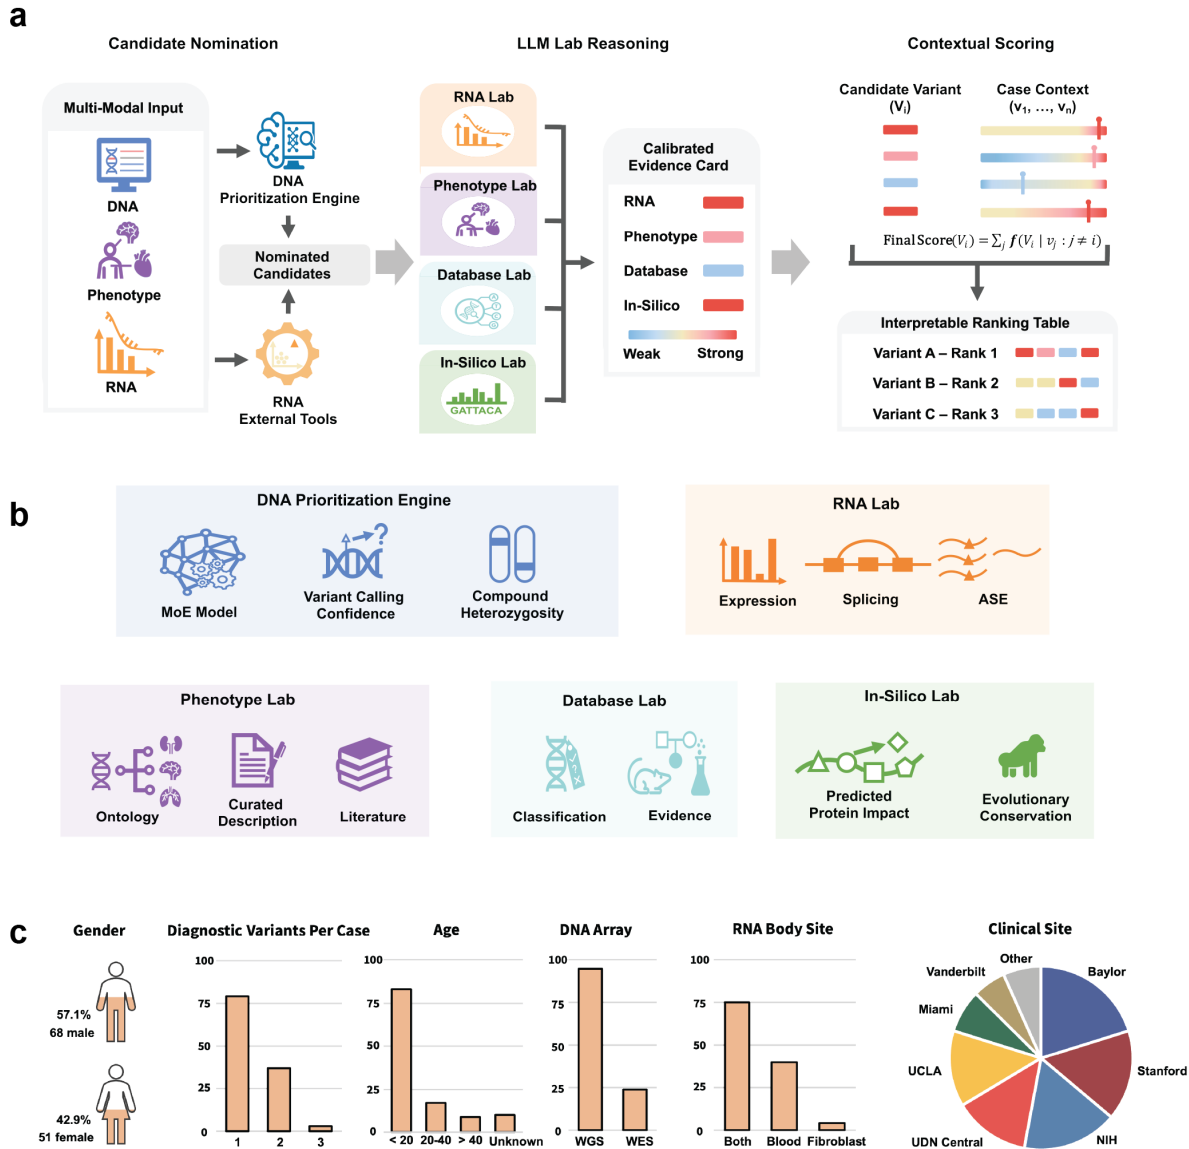 a
Candidate Nomination
LLM Lab Reasoning
Contextual Scoring
Multi-Modal Input
DNA
Phenotype
RNA
DNA
Prioritization Engine
Nominated
Candidates
RNA
External Tools
RNA Lab
Phenotype Lab
Database Lab
In-Silico Lab
GATTACA
Calibrated
Evidence Card
RNA
Phenotype
Database
In-Silico
Weak
Strong
Candidate Variant
(Vi)
Case Context
(v1, …, vn)
Final Score(Vi) = ∑j f(Vi | vj : j ≠ i)
Interpretable Ranking Table
Variant A – Rank 1
Variant B – Rank 2
Variant C – Rank 3
b
DNA Prioritization Engine
MoE Model
?
Variant Calling
Confidence
Compound
Heterozygosity
RNA Lab
Expression
Splicing
ASE
Phenotype Lab
Ontology
Curated
Description
Literature
Database Lab
Classification
Evidence
In-Silico Lab
Predicted
Protein Impact
Evolutionary
Conservation
c
Gender
57.1%
68 male
42.9%
51 female
Diagnostic Variants Per Case
100
75
50
25
0
1 2 3
Age
100
75
50
25
0
< 20 20-40 > 40 Unknown
DNA Array
100
75
50
25
0
WGS WES
RNA Body Site
100
75
50
25
0
Both Blood Fibroblast
Clinical Site
Other
Vanderbilt
Baylor
Miami
UCLA
Stanford
UDN Central
NIH